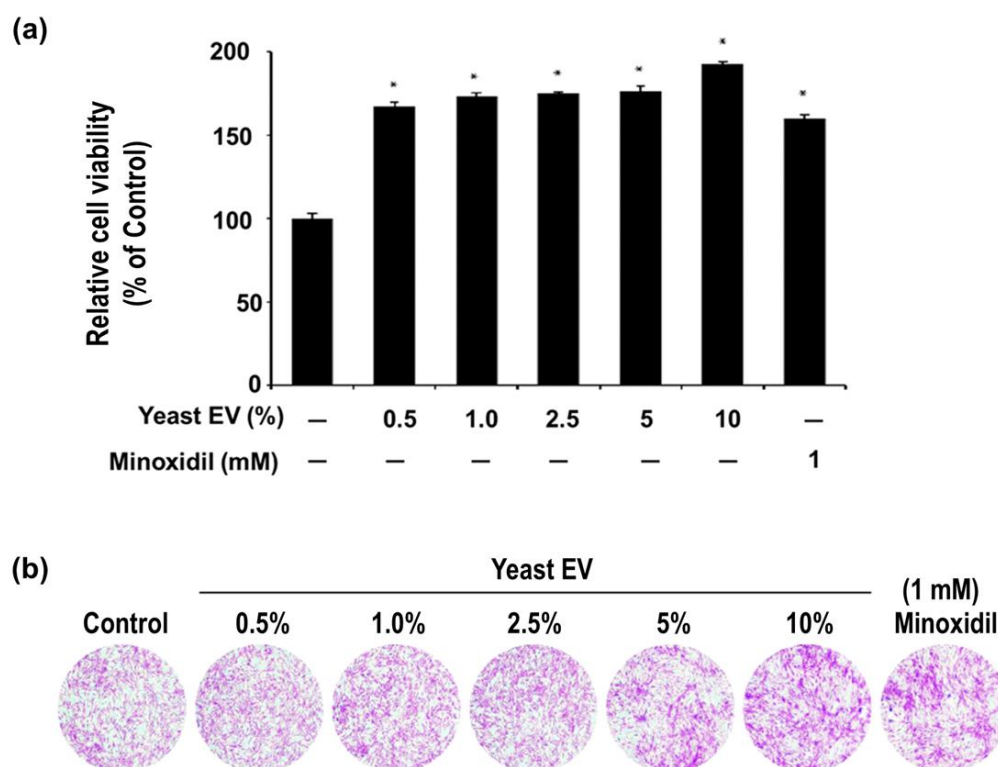 (a)
Relative cell viability
(% of Control)
200
150
100
50
0
Yeast EV (%) — 0.5 1.0 2.5 5 10 —
Minoxidil (mM) — — — — — — 1
* * * * * *
(b)
Yeast EV
(1 mM)
Control 0.5% 1.0% 2.5% 5% 10% Minoxidil